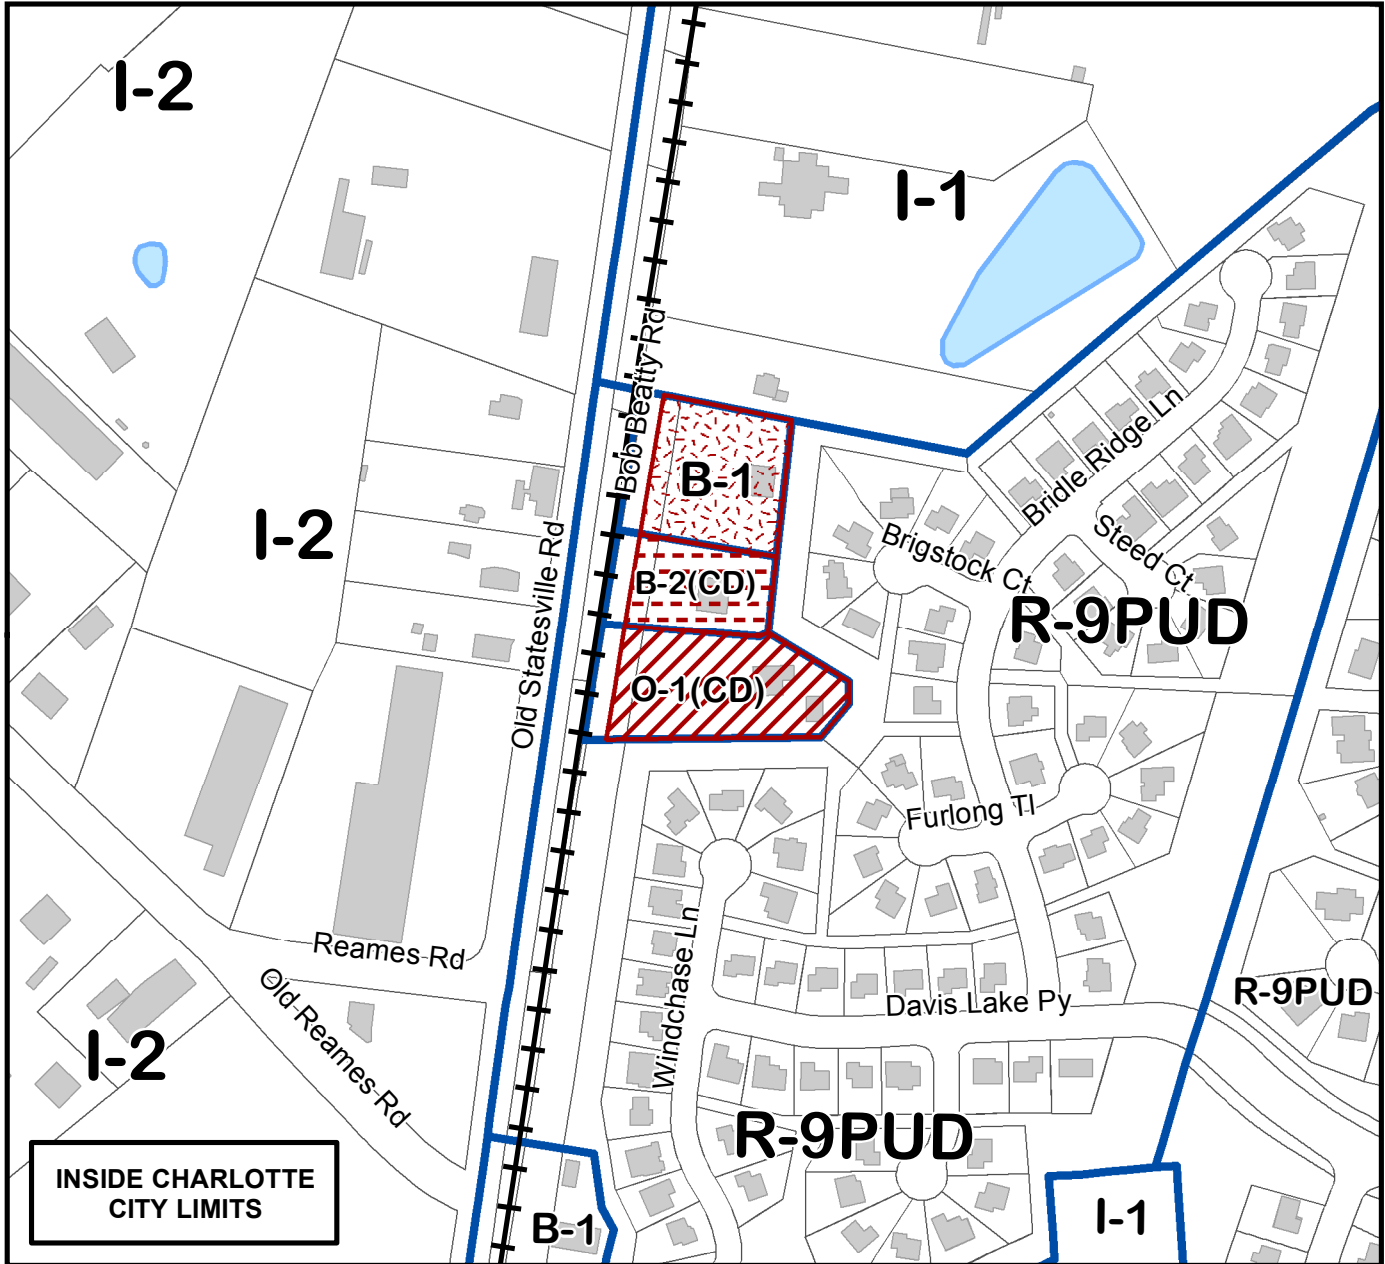 I-2
I-1
Bob Beatty Rd
B-1
Bridle Ridge Ln
I-2
Old Statesville Rd
Brigstock Ct
Steed Ct
B-2(CD)
R-9PUD
O-1(CD)
Furlong Tl
Windchase Ln
Reames Rd
Old Reames Rd
Davis Lake Py
R-9PUD
I-2
R-9PUD
INSIDE CHARLOTTE
CITY LIMITS
B-1
I-1